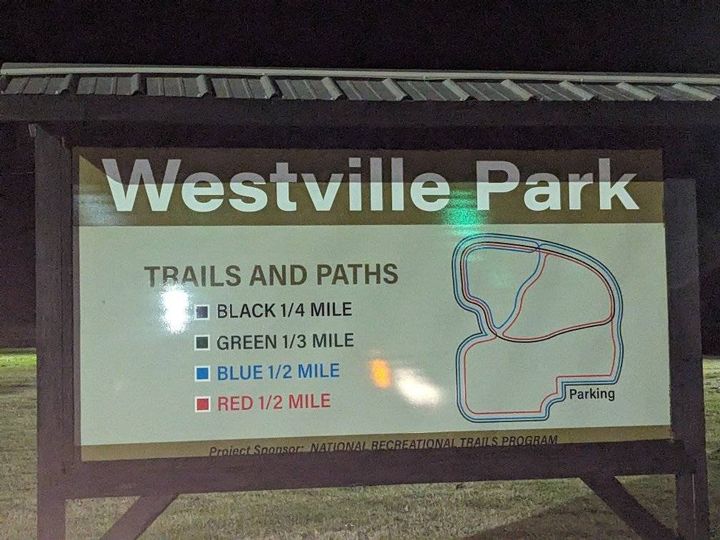 Westville Park
TRAILS AND PATHS
BLACK 1/4 MILE
GREEN 1/3 MILE
BLUE 1/2 MILE
RED 1/2 MILE
Parking
Project Sponsor: NATIONAL RECREATIONAL TRAILS PROGRAM